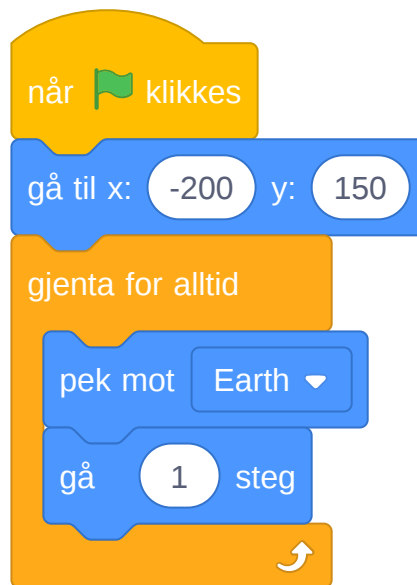 når klikkes
gå til x: -200 y: 150
gjenta for alltid
pek mot Earth
gå 1 steg